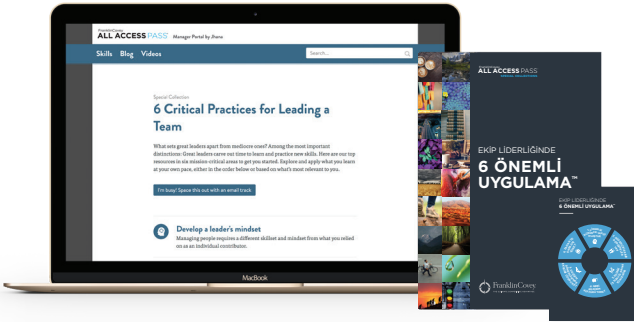 FranklinCovey
ALL ACCESS PASS® Manager Portal by Jhana
Skills Blog Videos
Search...
Special Collection
6 Critical Practices for Leading a
Team
What sets great leaders apart from mediocre ones? Among the most important
distinctions: Great leaders carve out time to learn and practice new skills. Here are our top
resources in six mission-critical areas to get you started. Explore and apply what you learn
at your own pace, either in the order below or based on what's most relevant to you.
I'm busy! Space this out with an email track
Develop a leader's mindset
Managing people requires a different skillset and mindset from what you relied
on as an individual contributor.
MacBook
FranklinCovey
ALL ACCESS PASS
EKİP LİDERLİĞİNDE
6 ÖNEMLİ
UYGULAMA™
FranklinCovey
EKİP LİDERLİĞİNDE
6 ÖNEMLİ UYGULAMA™